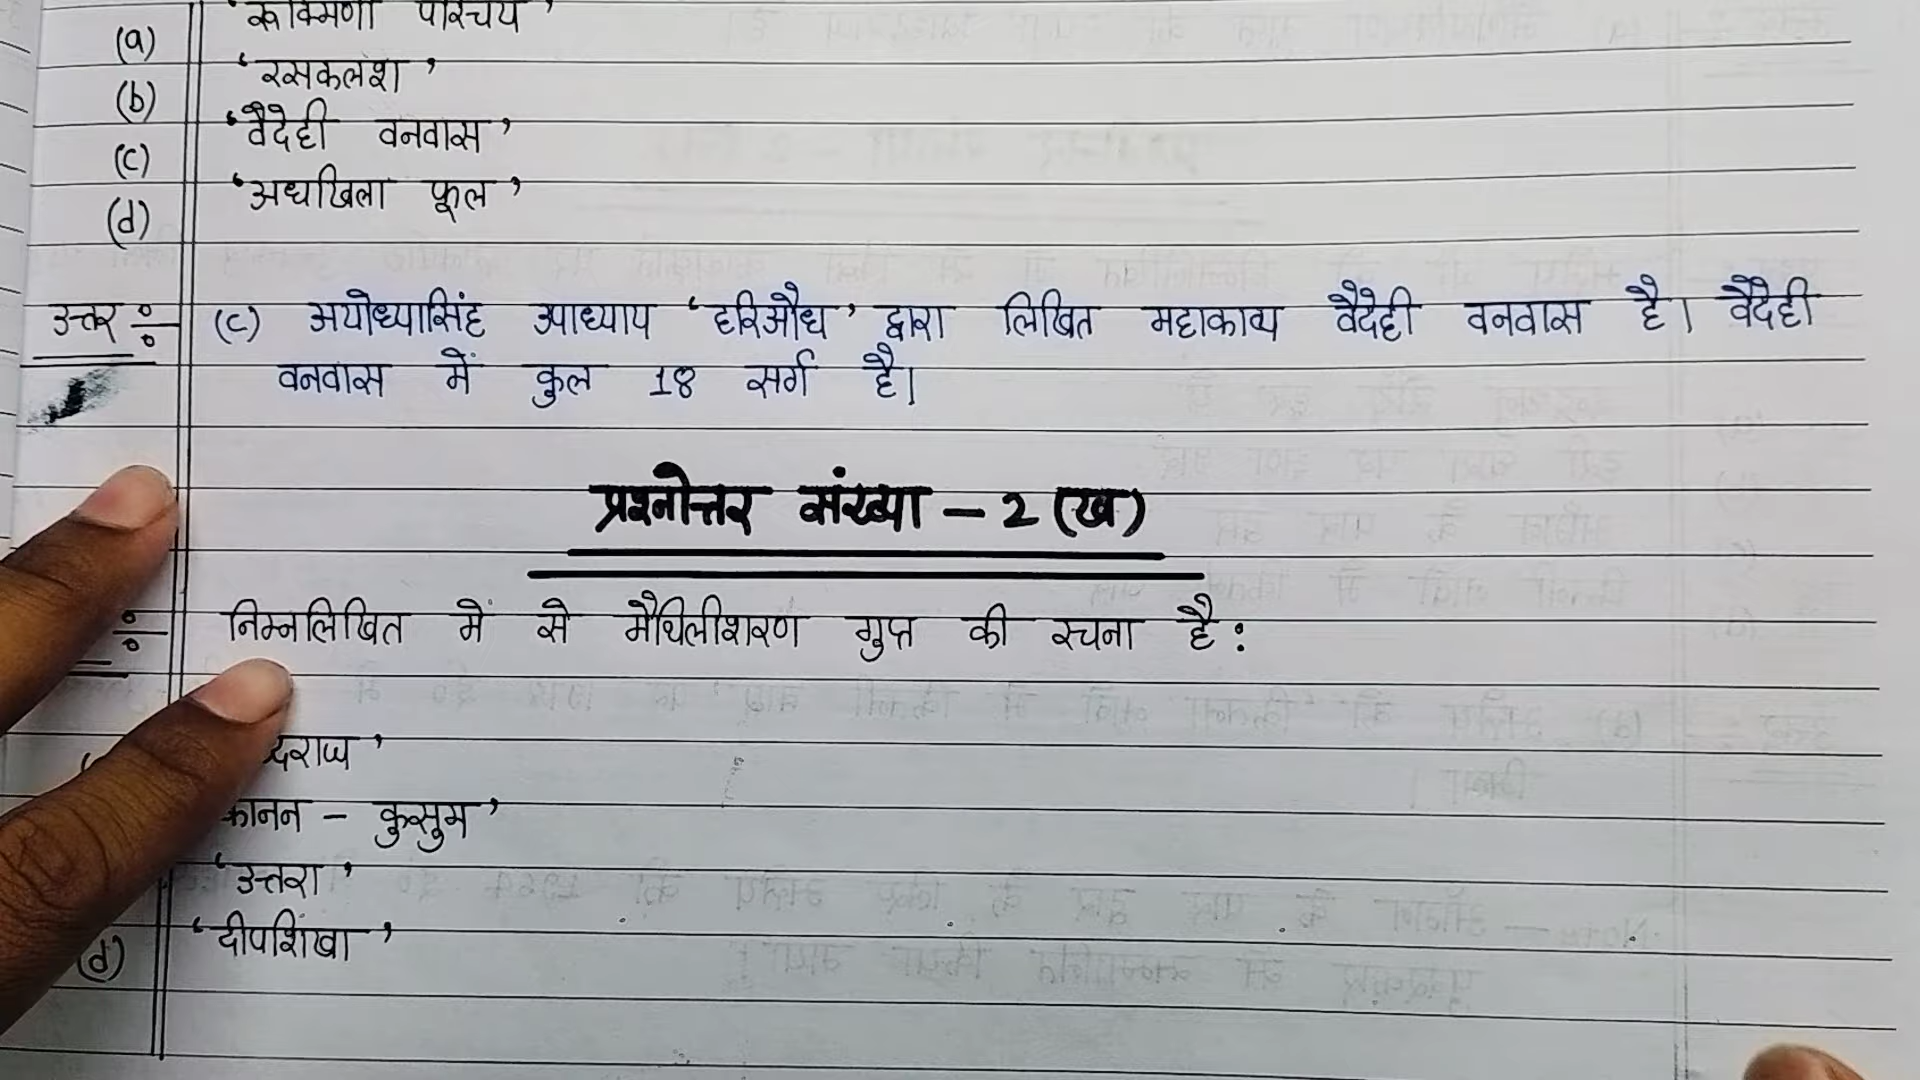 (a) 'रूक्मिणी परिचय'
(b) 'रसकलश'
(c) 'वैदेही वनवास'
(d) 'अधखिला फूल'
उत्तर ÷ (c) अयोध्यासिंह उपाध्याय 'हरिऔध' द्वारा लिखित महाकाव्य वैदेही वनवास है। वैदेही
वनवास में कुल 18 सर्ग है।
प्रश्नोत्तर संख्या – 2 (ख)
÷ निम्नलिखित में से मैथिलीशरण गुप्त की रचना है :
कानन – कुसुम'
'उत्तरा'
(d) 'दीपशिखा'